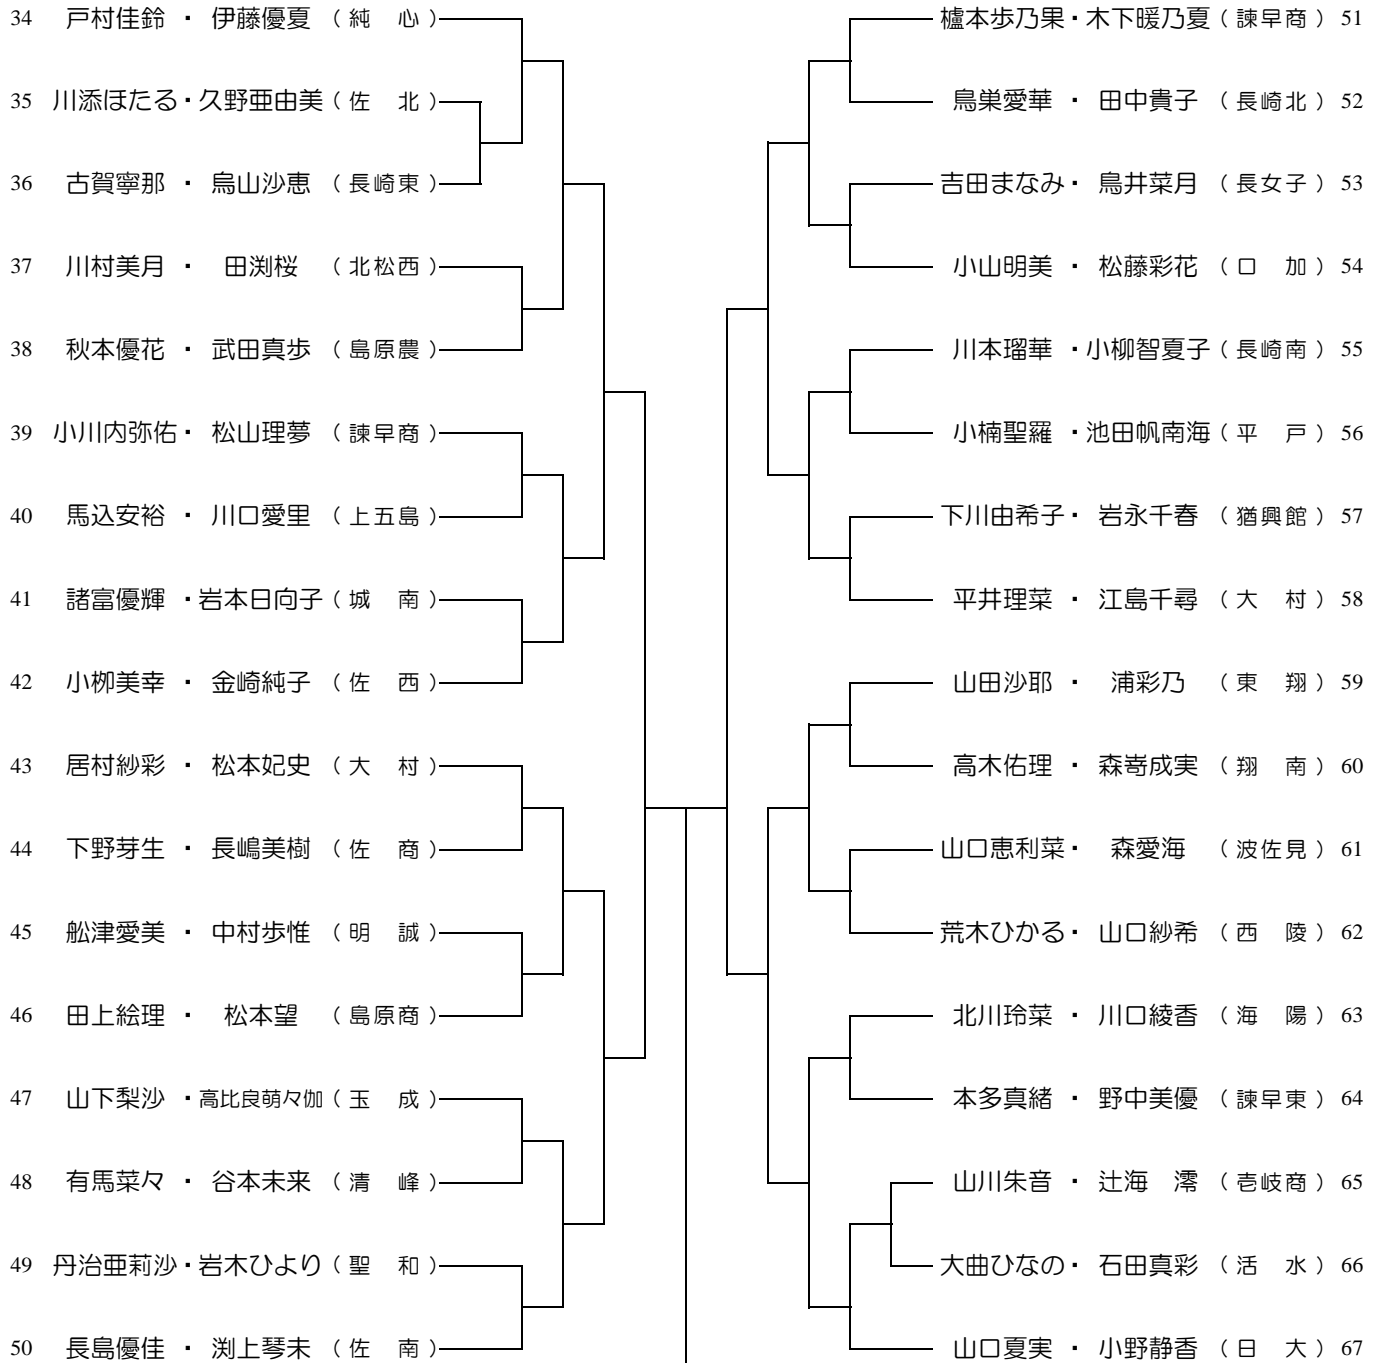 34 戸村佳鈴 ・ 伊藤優夏 （ 純　心 ）
35 川添ほたる・久野亜由美（ 佐　北 ）
36 古賀寧那 ・ 烏山沙恵 （ 長崎東 ）
37 川村美月 ・ 田渕桜 （ 北松西 ）
38 秋本優花 ・ 武田真歩 （ 島原農 ）
39 小川内弥佑・ 松山理夢 （ 諫早商 ）
40 馬込安裕 ・ 川口愛里 （ 上五島 ）
41 諸富優輝 ・岩本日向子（ 城　南 ）
42 小栁美幸 ・ 金崎純子 （ 佐　西 ）
43 居村紗彩 ・ 松本妃史 （ 大　村 ）
44 下野芽生 ・ 長嶋美樹 （ 佐　商 ）
45 舩津愛美 ・ 中村歩惟 （ 明　誠 ）
46 田上絵理 ・ 松本望 （ 島原商 ）
47 山下梨沙 ・高比良萌々伽（ 玉　成 ）
48 有馬菜々 ・ 谷本未来 （ 清　峰 ）
49 丹治亜莉沙・岩木ひより（ 聖　和 ）
50 長島優佳 ・ 渕上琴未 （ 佐　南 ）
櫨本歩乃果・木下暖乃夏（ 諫早商 ） 51
鳥巣愛華 ・ 田中貴子 （ 長崎北 ） 52
吉田まなみ・ 鳥井菜月 （ 長女子 ） 53
小山明美 ・ 松藤彩花 （ 口　加 ） 54
川本瑠華 ・小柳智夏子（ 長崎南 ） 55
小楠聖羅 ・池田帆南海（ 平　戸 ） 56
下川由希子・ 岩永千春 （ 猶興館 ） 57
平井理菜 ・ 江島千尋 （ 大　村 ） 58
山田沙耶 ・ 浦彩乃 （ 東　翔 ） 59
高木佑理 ・ 森嵜成実 （ 翔　南 ） 60
山口恵利菜・ 森愛海 （ 波佐見 ） 61
荒木ひかる・ 山口紗希 （ 西　陵 ） 62
北川玲菜 ・ 川口綾香 （ 海　陽 ） 63
本多真緒 ・ 野中美優 （ 諫早東 ） 64
山川朱音 ・ 辻海　澪 （ 壱岐商 ） 65
大曲ひなの・ 石田真彩 （ 活　水 ） 66
山口夏実 ・ 小野静香 （ 日　大 ） 67